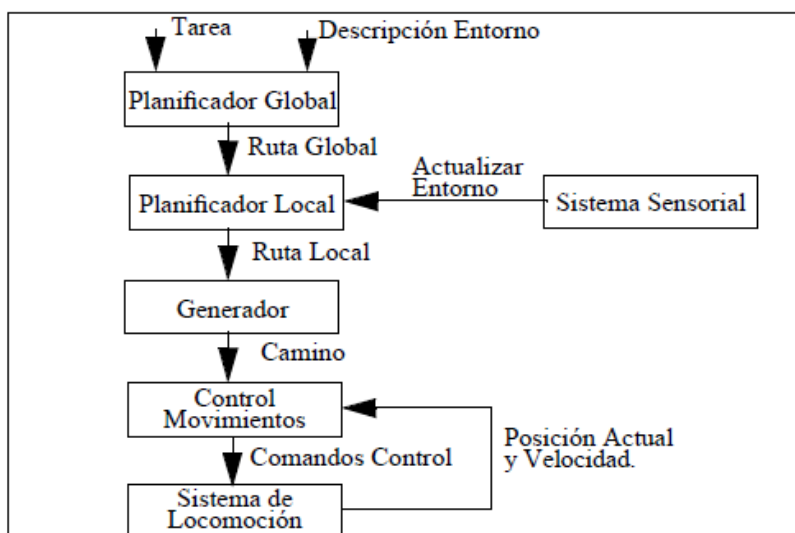 Tarea
Descripción Entorno
Planificador Global
Ruta Global
Actualizar
Entorno
Planificador Local
Sistema Sensorial
Ruta Local
Generador
Camino
Control
Movimientos
Posición Actual
y Velocidad.
Comandos Control
Sistema de
Locomoción